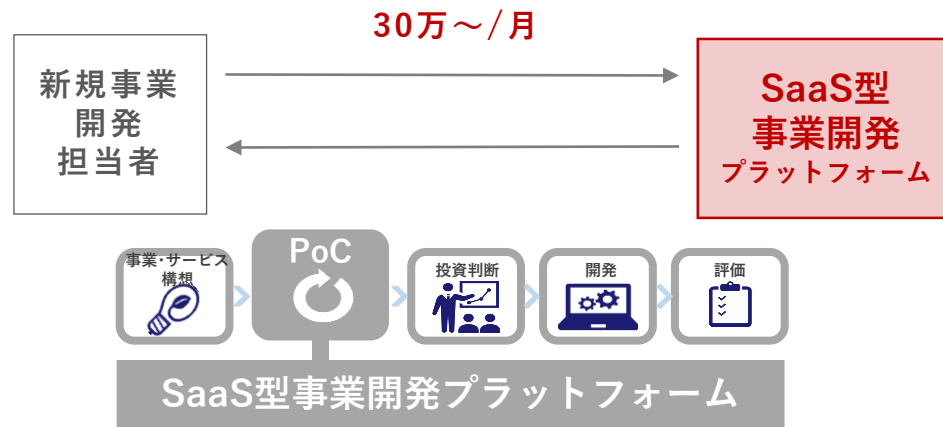 30万～/月
新規事業
開発
担当者
SaaS型
事業開発
プラットフォーム
事業・サービス
構想
PoC
投資判断
開発
評価
SaaS型事業開発プラットフォーム